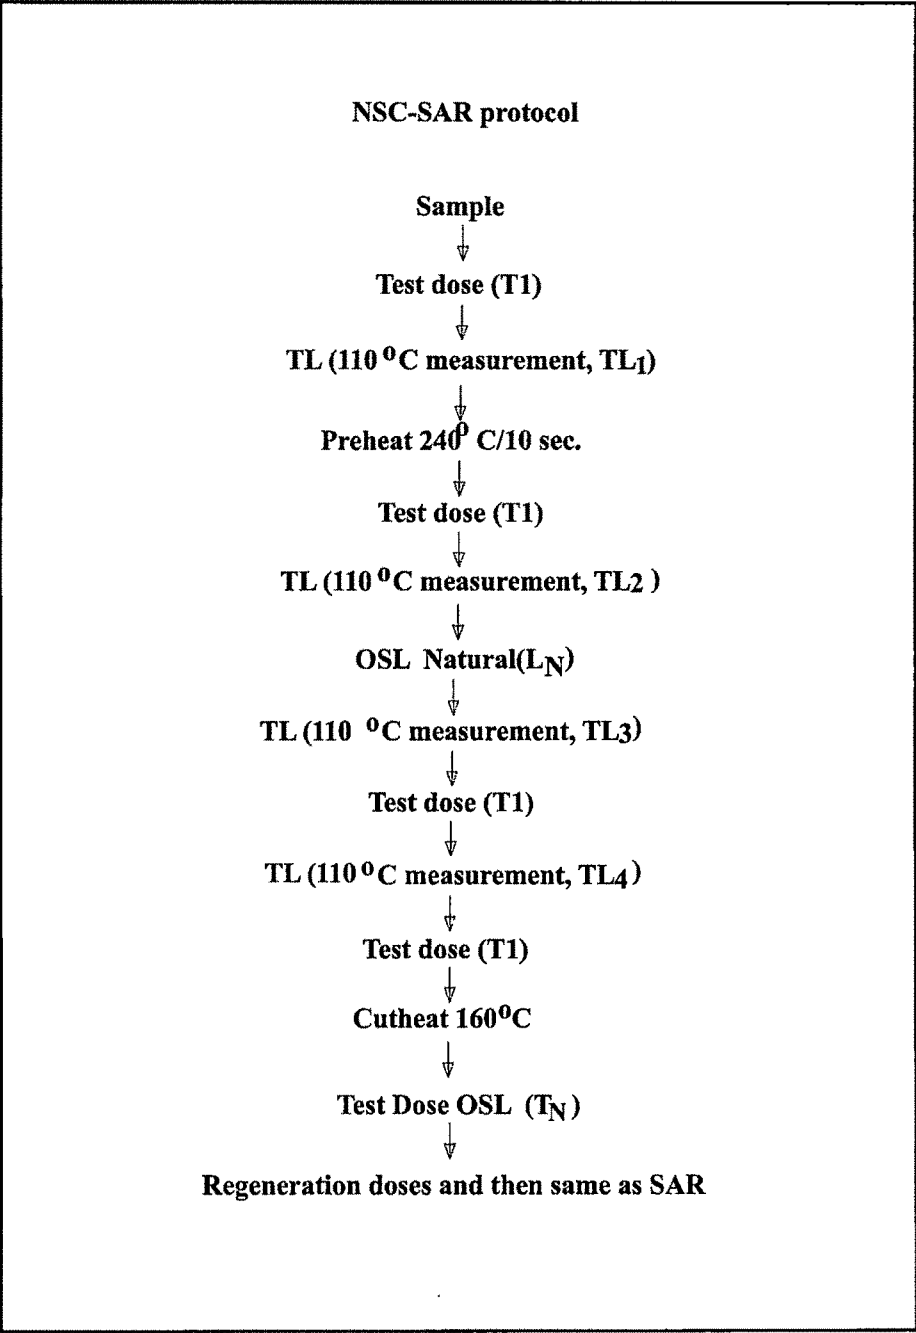 NSC-SAR protocol
Sample
Test dose (T1)
TL (110 ⁰C measurement, TL₁)
Preheat 240⁰ C/10 sec.
Test dose (T1)
TL (110 ⁰C measurement, TL2 )
OSL Natural(L_N)
TL (110 ⁰C measurement, TL3)
Test dose (T1)
TL (110 ⁰C measurement, TL4)
Test dose (T1)
Cutheat 160⁰C
Test Dose OSL (T_N)
Regeneration doses and then same as SAR